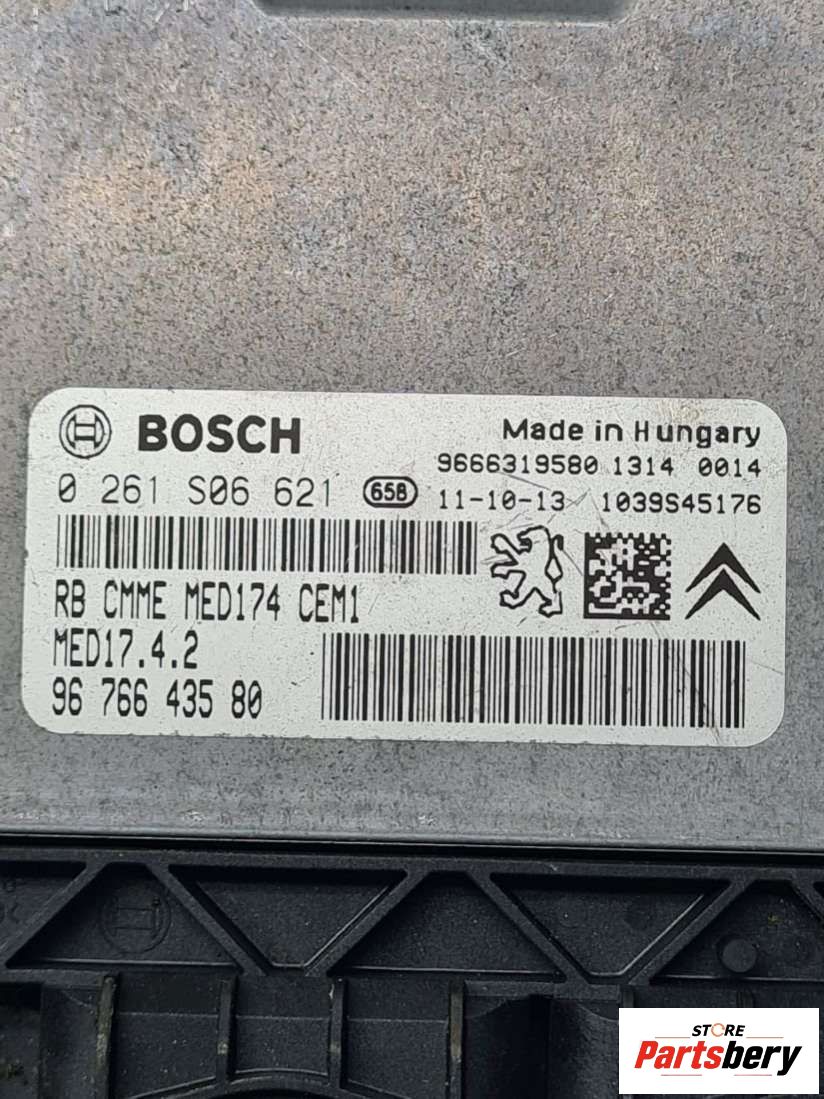 BOSCH
Made in Hungary
9666319580 1314 0014
0 261 S06 621 658 11-10-13 1039S45176
RB CMME MED174 CEM1
MED17.4.2
96 766 435 80
STORE
Partsbery